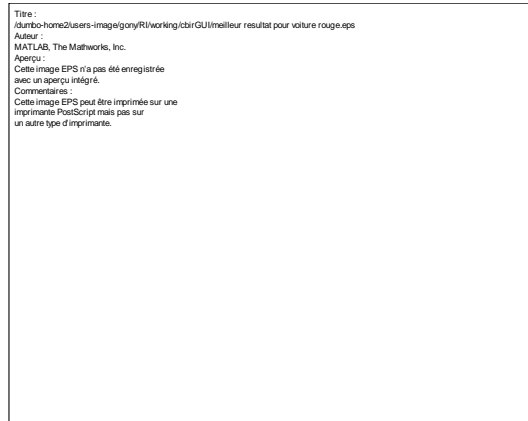 Titre :
/dumbo-home2/users-image/gony/RI/working/cbirGUI/meilleur resultat pour voiture rouge.eps
Auteur :
MATLAB, The Mathworks, Inc.
Aperçu :
Cette image EPS n'a pas été enregistrée
avec un aperçu intégré.
Commentaires :
Cette image EPS peut être imprimée sur une
imprimante PostScript mais pas sur
un autre type d'imprimante.